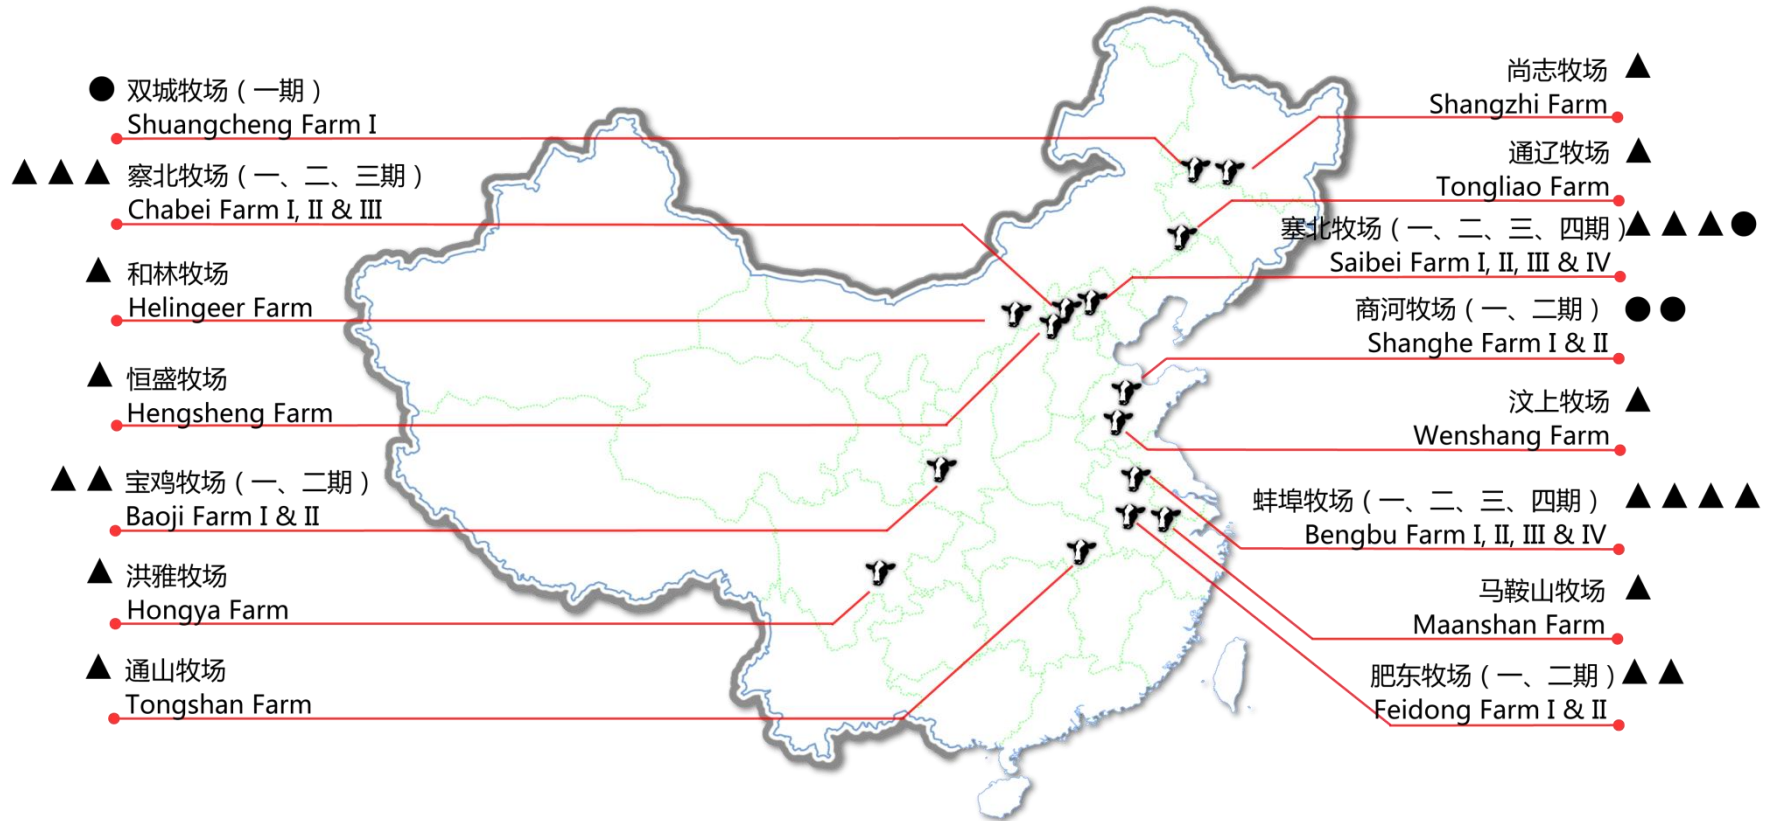 双城牧场（一期）
Shuangcheng Farm I
察北牧场（一、二、三期）
Chabei Farm I, II & III
和林牧场
Helingeer Farm
恒盛牧场
Hengsheng Farm
宝鸡牧场（一、二期）
Baoji Farm I & II
洪雅牧场
Hongya Farm
通山牧场
Tongshan Farm
尚志牧场
Shangzhi Farm
通辽牧场
Tongliao Farm
塞北牧场（一、二、三、四期）
Saibei Farm I, II, III & IV
商河牧场（一、二期）
Shanghe Farm I & II
汶上牧场
Wenshang Farm
蚌埠牧场（一、二、三、四期）
Bengbu Farm I, II, III & IV
马鞍山牧场
Maanshan Farm
肥东牧场（一、二期）
Feidong Farm I & II